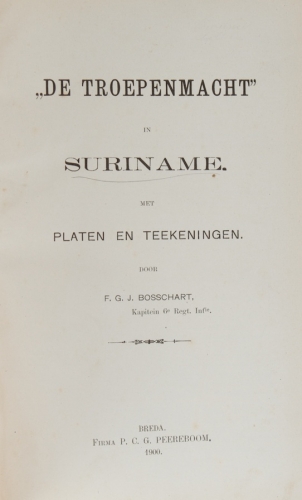 „DE TROEPENMACHT”
IN
SURINAME.
MET
PLATEN EN TEEKENINGEN.
DOOR
F. G. J. BOSSCHART,
Kapitein 6e Regt. Infie.
BREDA.
FIRMA P. C. G. PEEREBOOM,
1900.